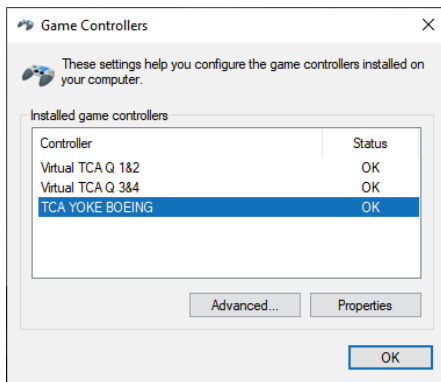 Game Controllers
These settings help you configure the game controllers installed on
your computer.
Installed game controllers
Controller Status
Virtual TCA Q 1&2 OK
Virtual TCA Q 3&4 OK
TCA YOKE BOEING OK
Advanced... Properties
OK